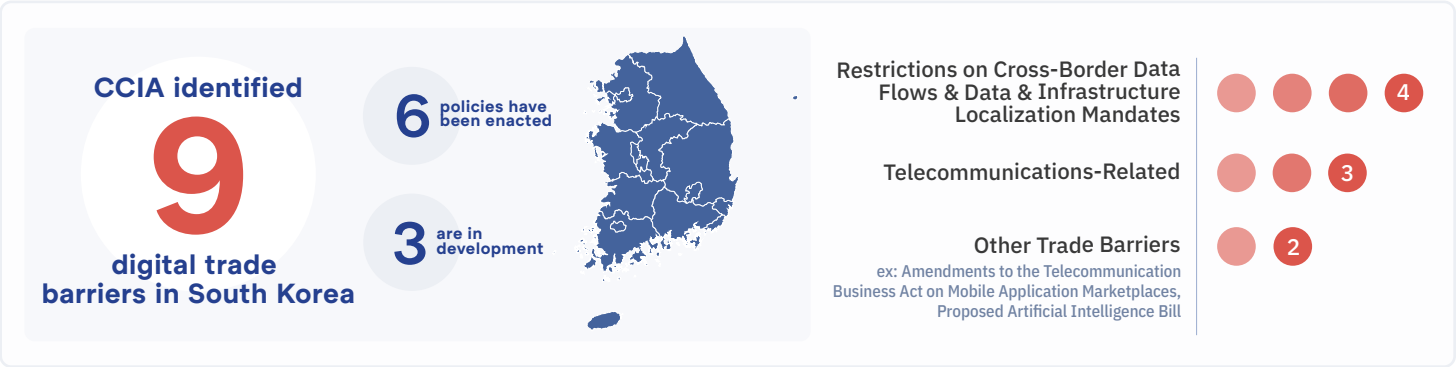 CCIA identified
9
digital trade
barriers in South Korea
6
policies have
been enacted
3
are in
development
Restrictions on Cross-Border Data
Flows & Data & Infrastructure
Localization Mandates
4
Telecommunications-Related
3
Other Trade Barriers
2
ex: Amendments to the Telecommunication
Business Act on Mobile Application Marketplaces,
Proposed Artificial Intelligence Bill